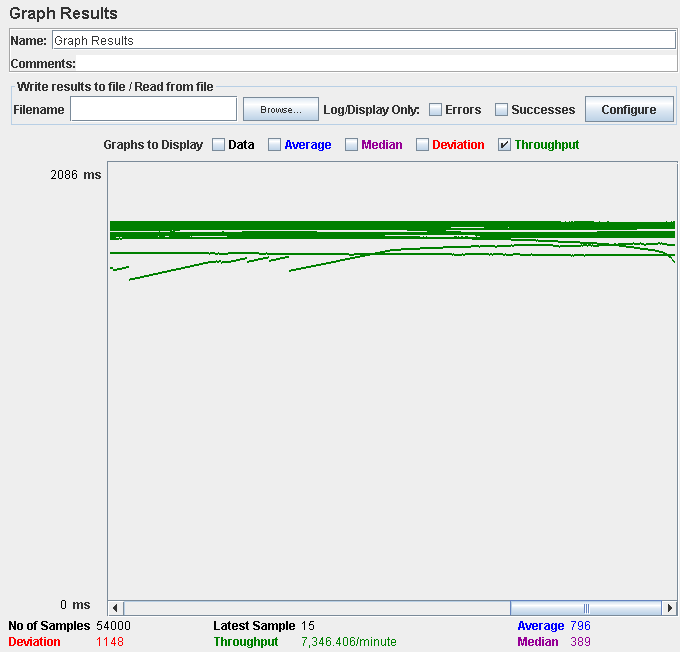 Graph Results
Name: Graph Results
Comments:
Write results to file / Read from file
Filename Browse... Log/Display Only: Errors Successes Configure
Graphs to Display Data Average Median Deviation Throughput
2086 ms
0 ms
No of Samples 54000 Latest Sample 15 Average 796
Deviation 1148 Throughput 7,346.406/minute Median 389